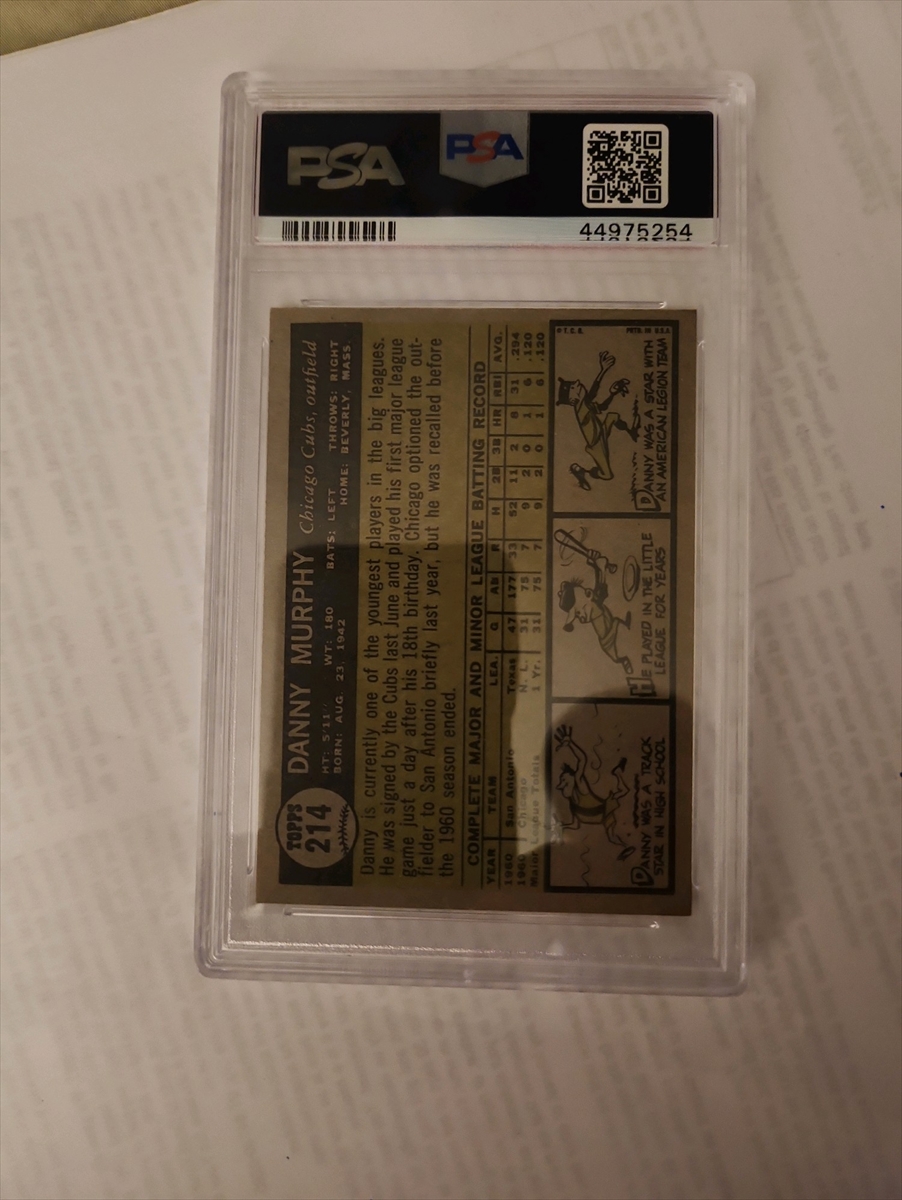 PSA
PSA
44975254
TOPPS
214
DANNY MURPHY Chicago Cubs, outfield
HT: 5'11" WT: 180 BATS: LEFT THROWS: RIGHT
BORN: AUG. 23, 1942 HOME: BEVERLY, MASS.
Danny is currently one of the youngest players in the big leagues.
He was signed by the Cubs last June and played his first major league
game just a day after his 18th birthday. Chicago optioned the out-
fielder to San Antonio briefly last year, but he was recalled before
the 1960 season ended.
COMPLETE MAJOR AND MINOR LEAGUE BATTING RECORD
YEAR TEAM LEA. G AB R H 2B 3B HR RBI AVG.
1960 San Antonio Texas 47 177 33 52 11 2 8 31 .294
1960 Chicago N. L. 31 75 7 9 2 0 1 6 .120
Major League Totals 1 Yr. 31 75 7 9 2 0 1 6 .120
DANNY WAS A TRACK
STAR IN HIGH SCHOOL
HE PLAYED IN THE LITTLE
LEAGUE FOR YEARS
© T.C.G. PRTD. IN U.S.A.
DANNY WAS A STAR WITH
AN AMERICAN LEGION TEAM